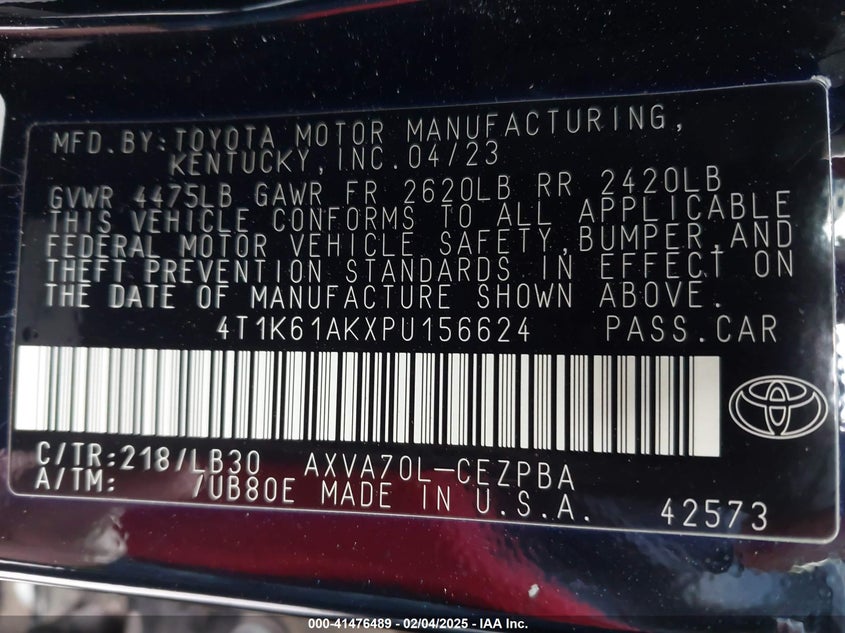 MFD.BY:TOYOTA MOTOR MANUFACTURING,
KENTUCKY,INC.04/23
GVWR 4475LB GAWR FR 2620LB RR 2420LB
THIS VEHICLE CONFORMS TO ALL APPLICABLE
FEDERAL MOTOR VEHICLE SAFETY,BUMPER,AND
THEFT PREVENTION STANDARDS IN EFFECT ON
THE DATE OF MANUFACTURE SHOWN ABOVE.
4T1K61AKXPU156624 PASS.CAR
C/TR:218/LB30 AXVA70L-CEZPBA
A/TM: /UB80E MADE IN U.S.A. 42573
000-41476489 - 02/04/2025 - IAA Inc.